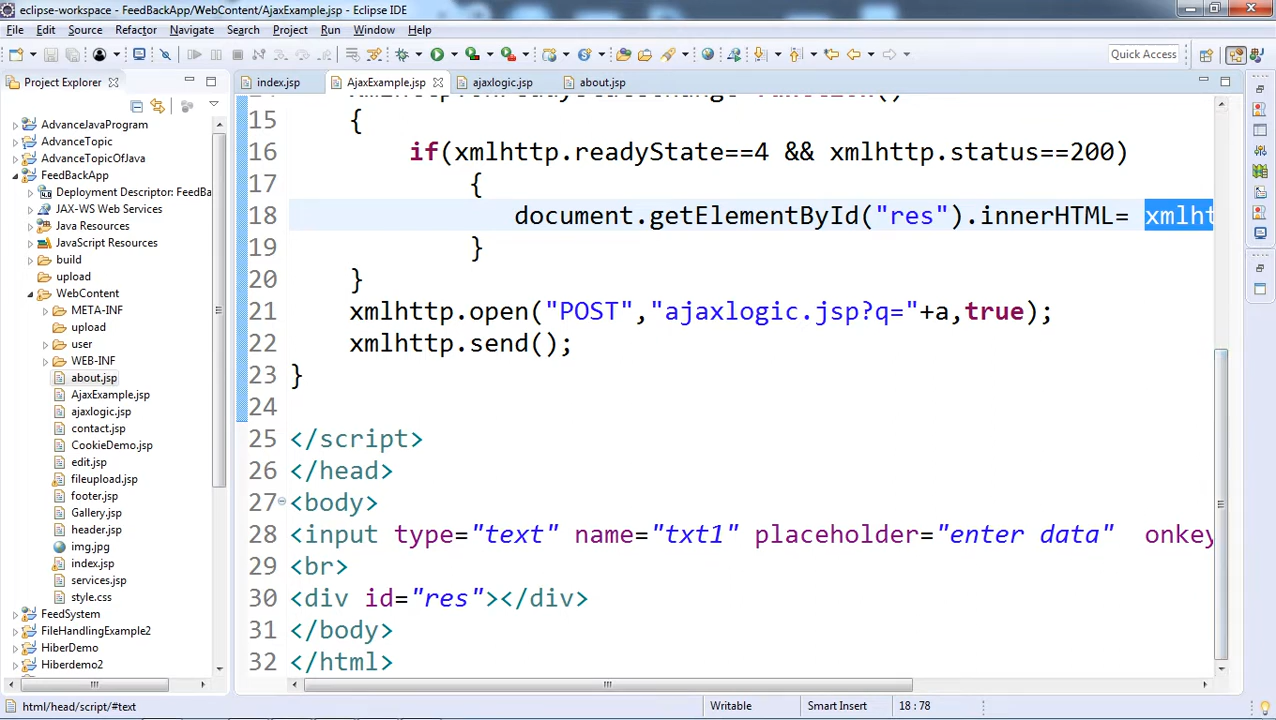 eclipse-workspace - FeedBackApp/WebContent/AjaxExample.jsp - Eclipse IDE
File Edit Source Refactor Navigate Search Project Run Window Help
Quick Access
Project Explorer
index.jsp AjaxExample.jsp ajaxlogic.jsp about.jsp
AdvanceJavaProgram
AdvanceTopic
AdvanceTopicOfJava
FeedBackApp
Deployment Descriptor: FeedBa
JAX-WS Web Services
Java Resources
JavaScript Resources
build
upload
WebContent
META-INF
upload
user
WEB-INF
about.jsp
AjaxExample.jsp
ajaxlogic.jsp
contact.jsp
CookieDemo.jsp
edit.jsp
fileupload.jsp
footer.jsp
Gallery.jsp
header.jsp
img.jpg
index.jsp
services.jsp
style.css
FeedSystem
FileHandlingExample2
HiberDemo
Hiberdemo2
15 {
16 if(xmlhttp.readyState==4 && xmlhttp.status==200)
17 {
18 document.getElementById("res").innerHTML= xmlht
19 }
20 }
21 xmlhttp.open("POST","ajaxlogic.jsp?q="+a,true);
22 xmlhttp.send();
23 }
24
25 </script>
26 </head>
27 <body>
28 <input type="text" name="txt1" placeholder="enter data" onkey
29 <br>
30 <div id="res"></div>
31 </body>
32 </html>
html/head/script/#text Writable Smart Insert 18 : 78